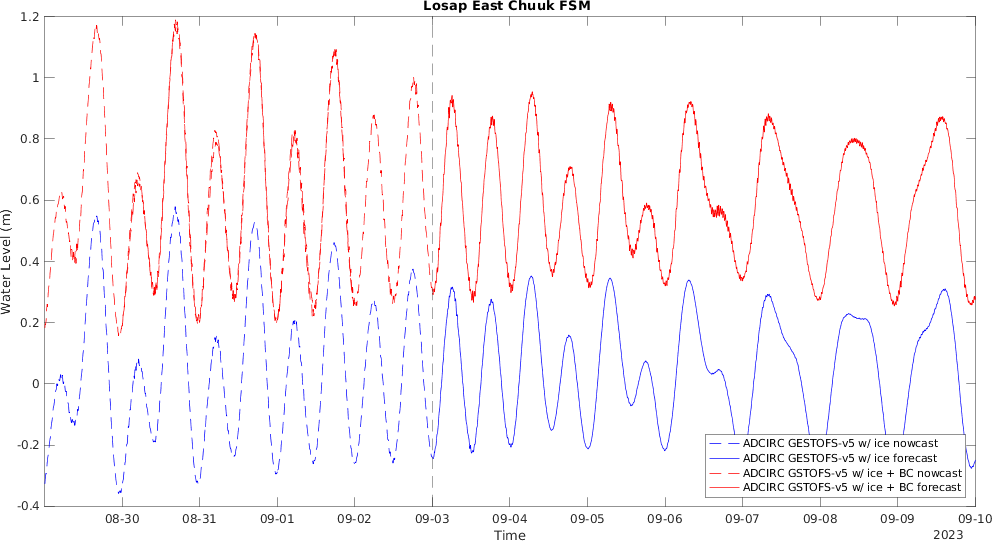 Losap East Chuuk FSM
1.2
1
0.8
0.6
0.4
0.2
0
-0.2
-0.4
Water Level (m)
08-30 08-31 09-01 09-02 09-03 09-04 09-05 09-06 09-07 09-08 09-09 09-10
Time
2023
ADCIRC GESTOFS-v5 w/ ice nowcast
ADCIRC GESTOFS-v5 w/ ice forecast
ADCIRC GSTOFS-v5 w/ ice + BC nowcast
ADCIRC GSTOFS-v5 w/ ice + BC forecast